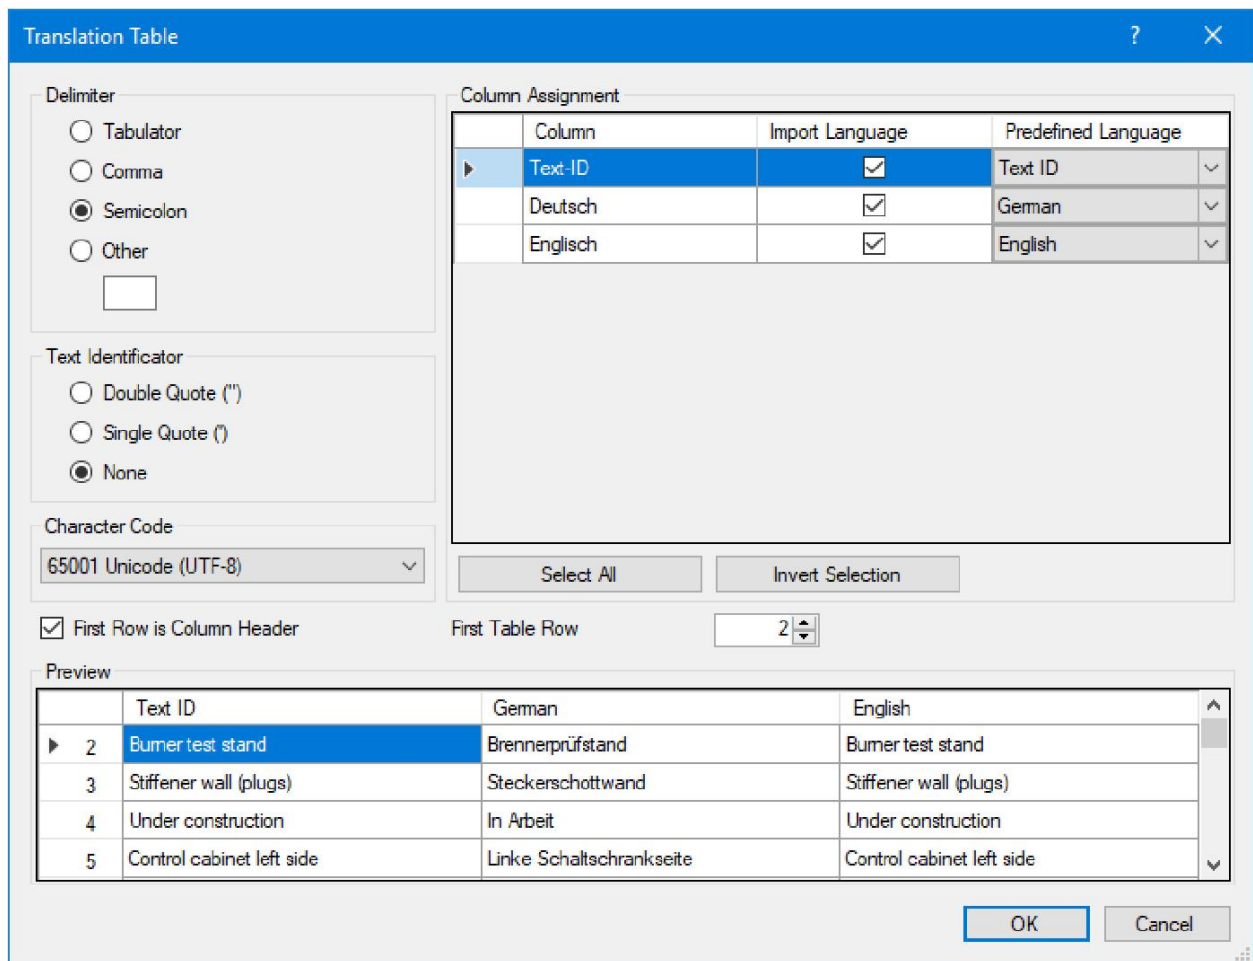 Translation Table
?
Delimiter
Tabulator
Comma
Semicolon
Other
Text Identificator
Double Quote (")
Single Quote (')
None
Character Code
65001 Unicode (UTF-8)
Column Assignment
Column Import Language Predefined Language
Text-ID Text ID
Deutsch German
Englisch English
Select All Invert Selection
First Row is Column Header First Table Row 2
Preview
Text ID German English
2 Burner test stand Brennerprüfstand Burner test stand
3 Stiffener wall (plugs) Steckerschottwand Stiffener wall (plugs)
4 Under construction In Arbeit Under construction
5 Control cabinet left side Linke Schaltschrankseite Control cabinet left side
OK Cancel